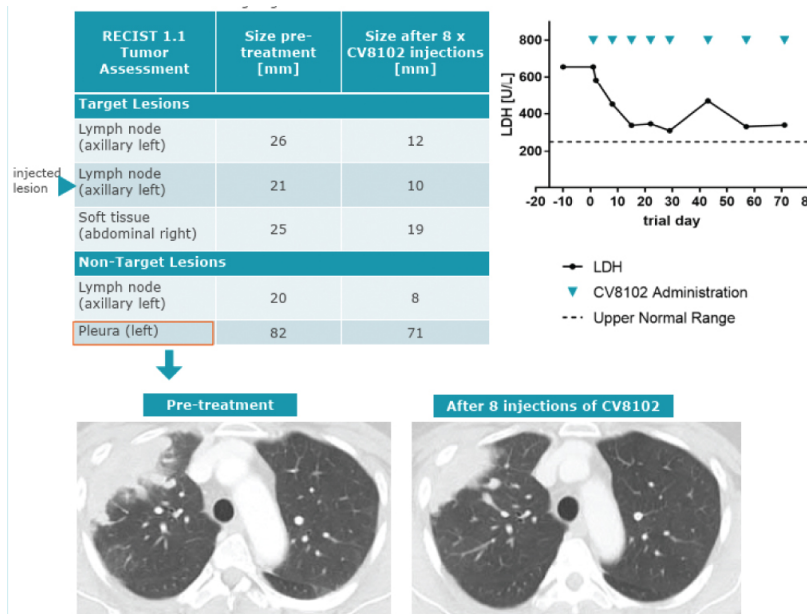 RECIST 1.1
Tumor
Assessment
Size pre-
treatment
[mm]
Size after 8 x
CV8102 injections
[mm]
Target Lesions
Lymph node
(axillary left)
26
12
injected
lesion
Lymph node
(axillary left)
21
10
Soft tissue
(abdominal right)
25
19
Non-Target Lesions
Lymph node
(axillary left)
20
8
Pleura (left)
82
71
LDH [U/L]
800
600
400
200
-20 -10 0 10 20 30 40 50 60 70 8
trial day
LDH
CV8102 Administration
Upper Normal Range
Pre-treatment
After 8 injections of CV8102